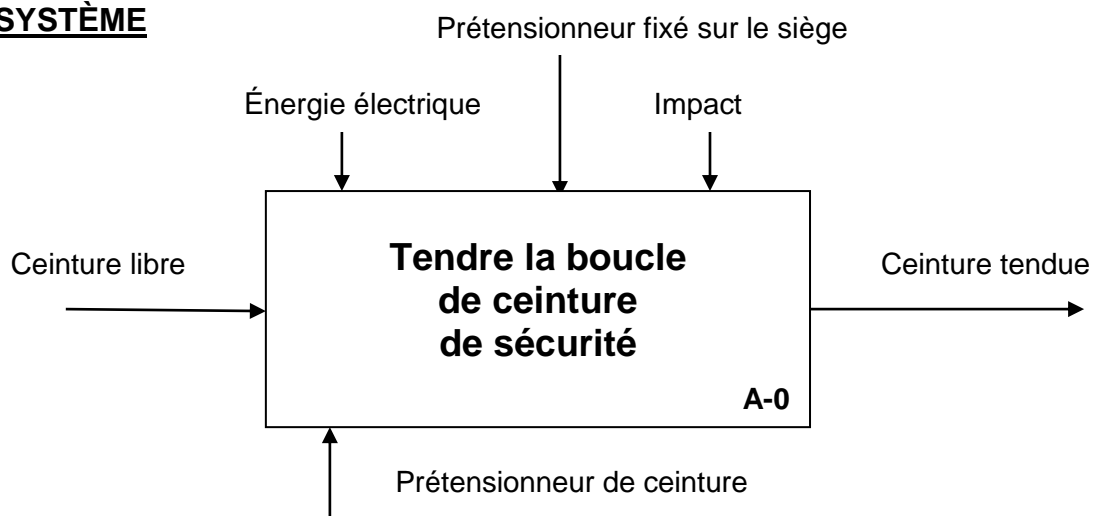 SYSTÈME
Prétensionneur fixé sur le siège
Énergie électrique
Impact
Ceinture libre
Tendre la boucle
de ceinture
de sécurité
Ceinture tendue
A-0
Prétensionneur de ceinture